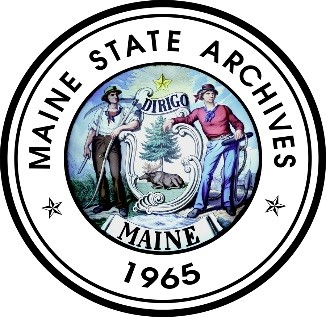 MAINE STATE ARCHIVES
DIRIGO
MAINE
1965